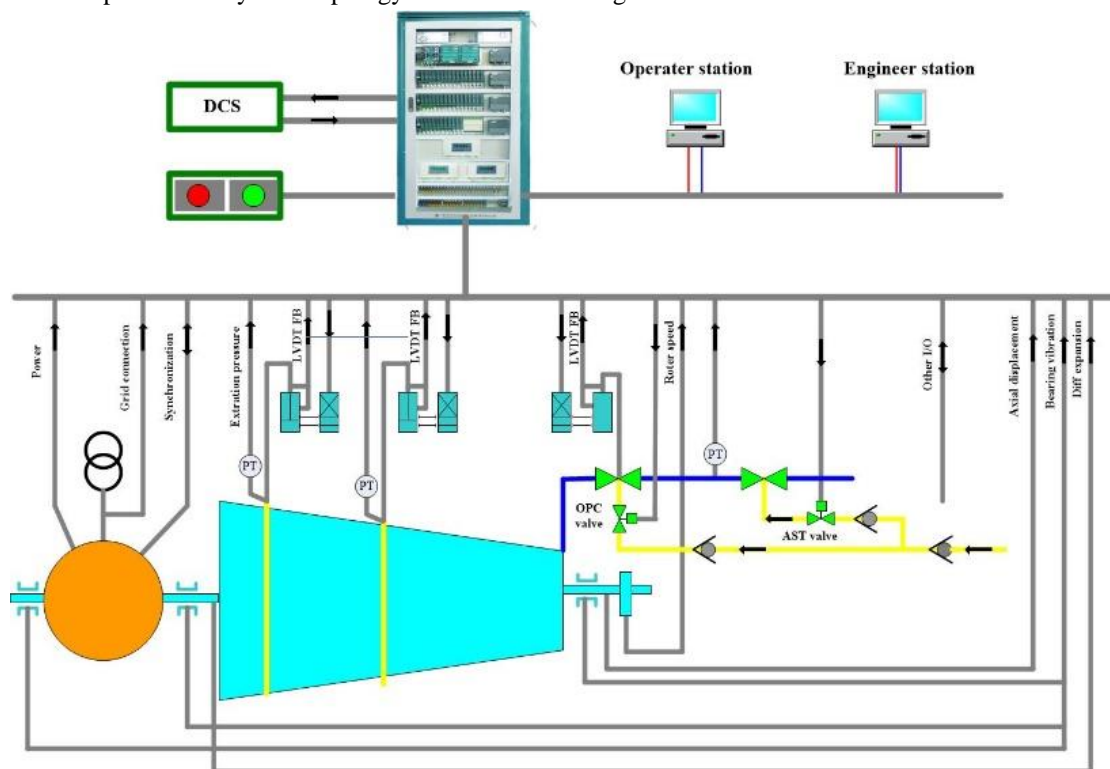 DCS
Operater station
Engineer station
Power
Grid connection
Synchronization
Extration pressure
LVDT FB
LVDT FB
LVDT FB
Roter speed
Other I/O
Axial displacement
Bearing vibration
Diff expansion
PT
PT
PT
OPC
valve
AST valve